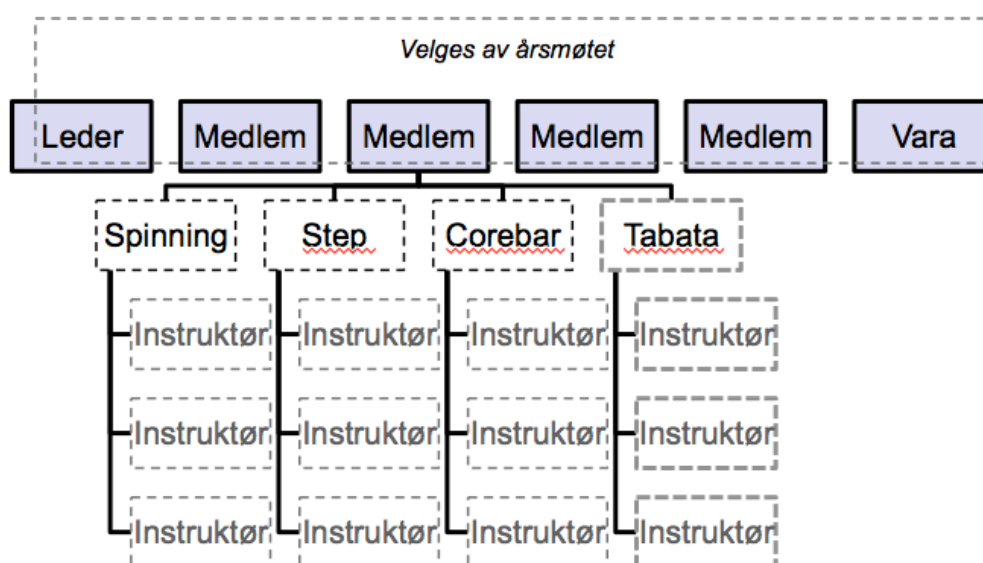 Velges av årsmøtet
Leder Medlem Medlem Medlem Medlem Vara
Spinning Step Corebar Tabata
Instruktør Instruktør Instruktør Instruktør
Instruktør Instruktør Instruktør Instruktør
Instruktør Instruktør Instruktør Instruktør